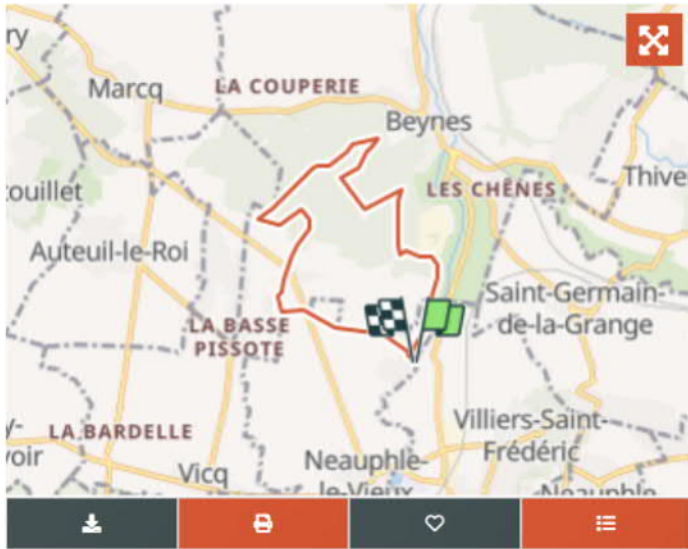 ry
Marcq
LA COUPERIE
Beynes
LES CHÊNES
Thive
ouillet
Auteuil-le-Roi
Saint-Germain-
de-la-Grange
LA BASSE
PISSOTE
Villiers-Saint-
Frédéric
y-
voir
LA BARDELLE
Vicq
Neauphle-
le-Vieux
Neauphle